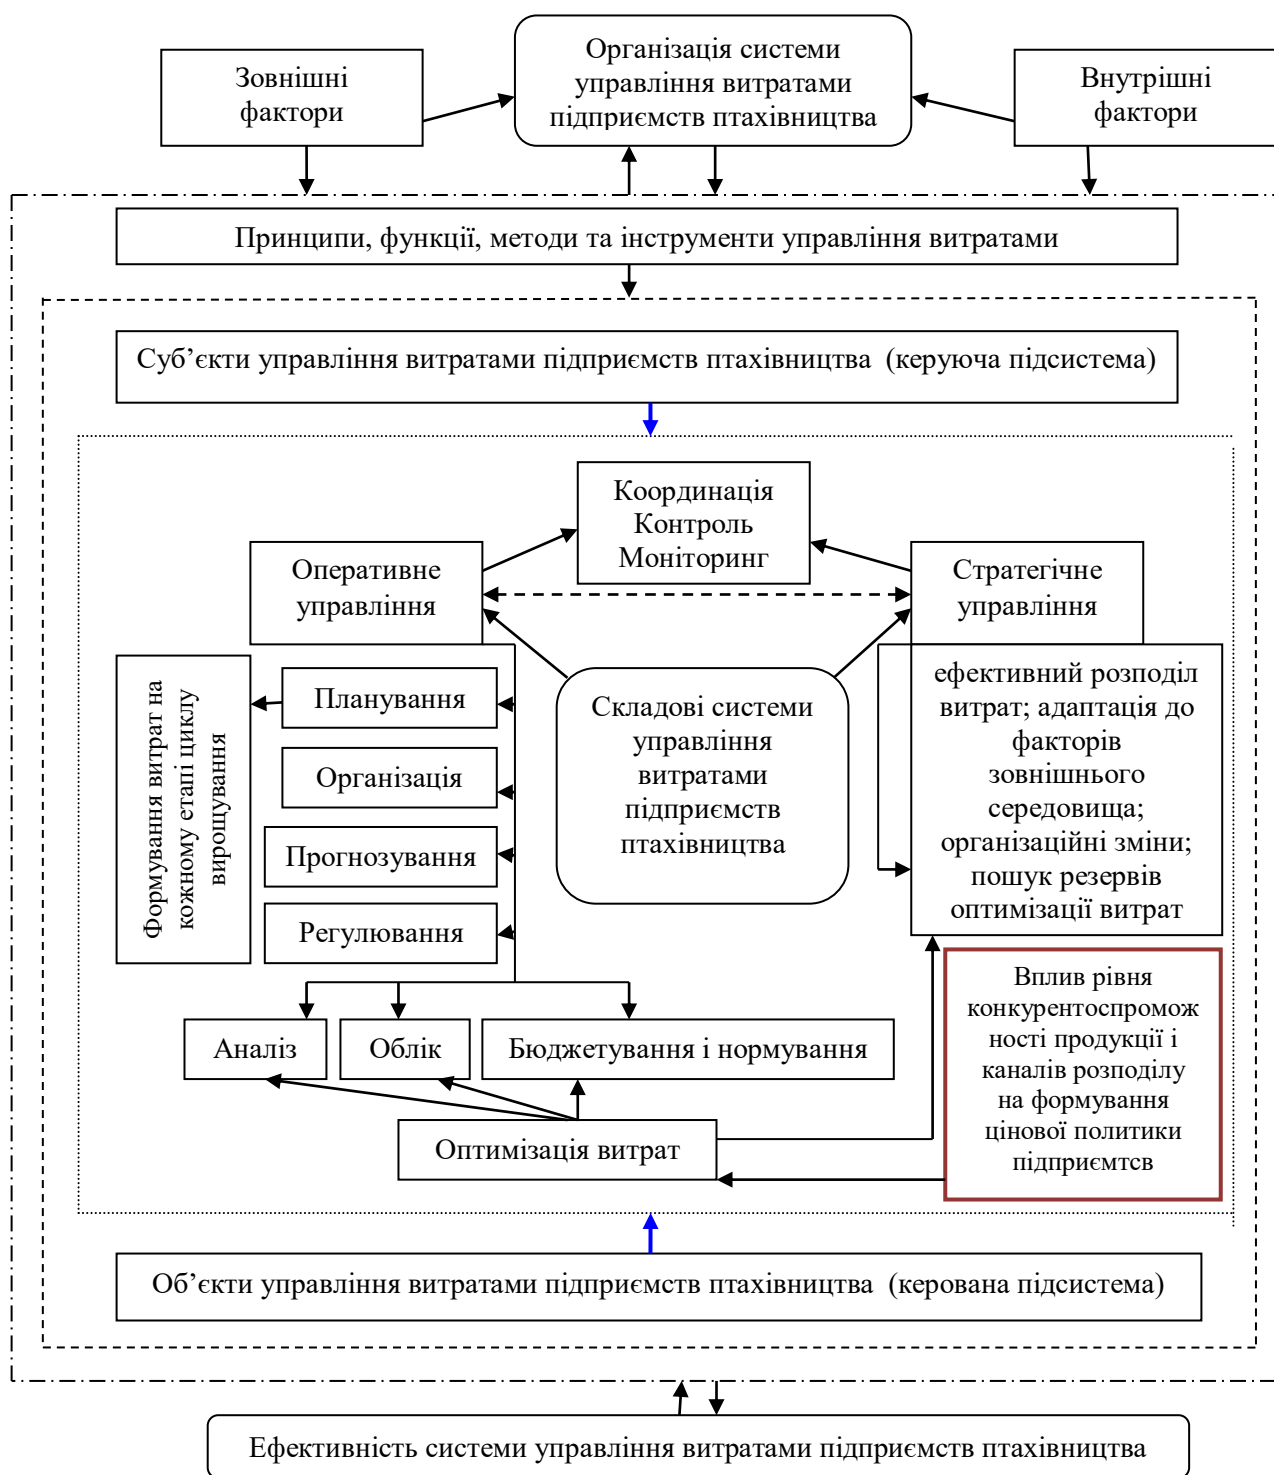 Організація системи
управління витратами
підприємств птахівництва
Зовнішні
фактори
Внутрішні
фактори
Принципи, функції, методи та інструменти управління витратами
Суб’єкти управління витратами підприємств птахівництва (керуюча підсистема)
Координація
Контроль
Моніторинг
Оперативне
управління
Стратегічне
управління
Формування витрат на
кожному етапі циклу
вирощування
Планування
Організація
Прогнозування
Регулювання
Складові системи
управління
витратами
підприємств
птахівництва
ефективний розподіл
витрат; адаптація до
факторів
зовнішнього
середовища;
організаційні зміни;
пошук резервів
оптимізації витрат
Вплив рівня
конкурентоспромож
ності продукції і
каналів розподілу
на формування
цінової політики
підприємтсв
Аналіз
Облік
Бюджетування і нормування
Оптимізація витрат
Об’єкти управління витратами підприємств птахівництва (керована підсистема)
Ефективність системи управління витратами підприємств птахівництва